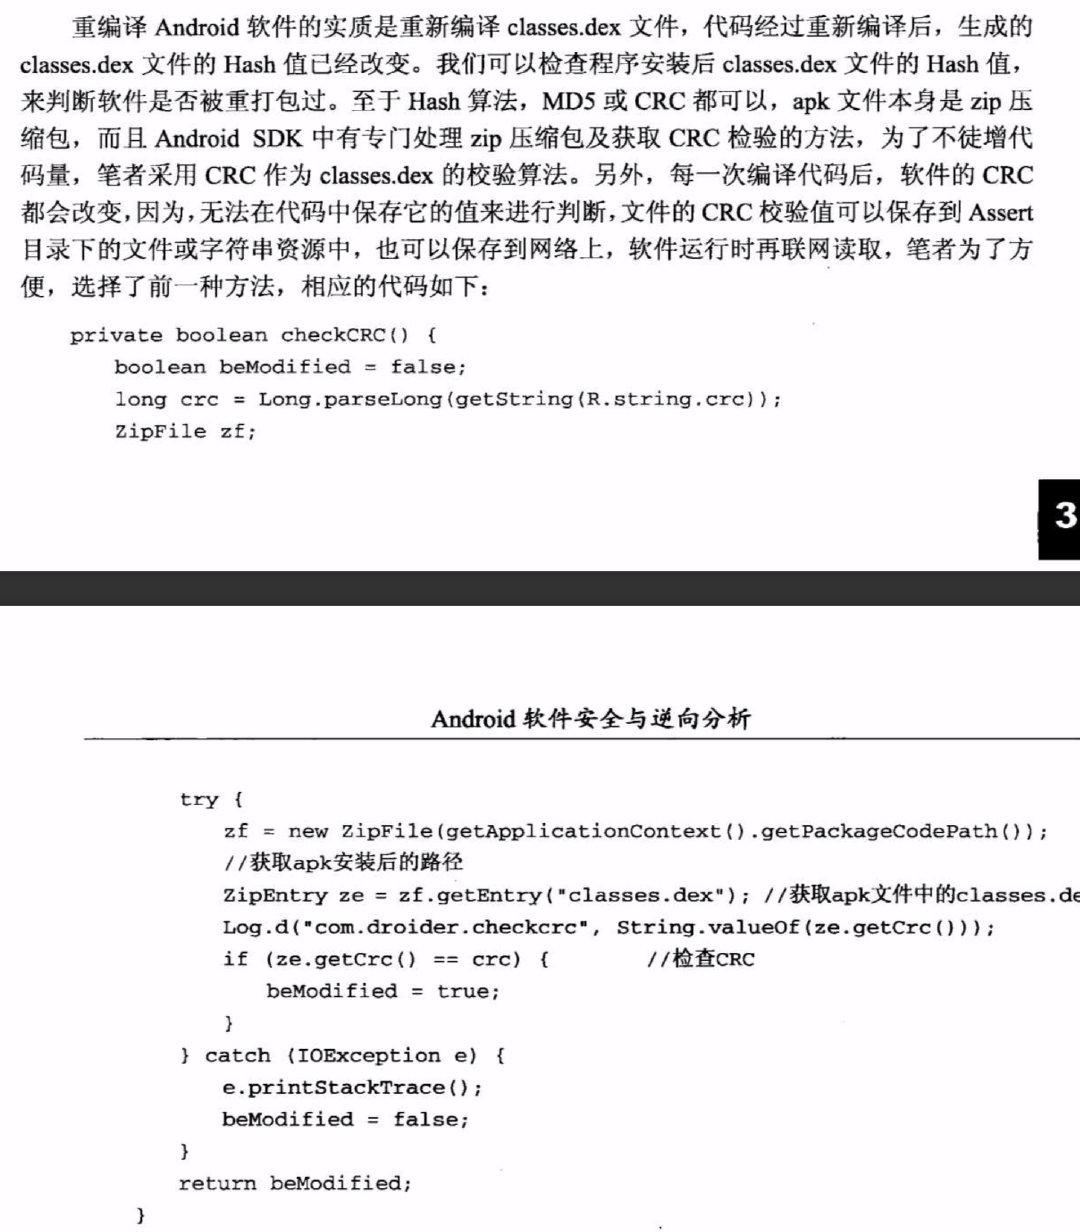 重编译 Android 软件的实质是重新编译 classes.dex 文件，代码经过重新编译后，生成的
classes.dex 文件的 Hash 值已经改变。我们可以检查程序安装后 classes.dex 文件的 Hash 值，
来判断软件是否被重打包过。至于 Hash 算法，MD5 或 CRC 都可以，apk 文件本身是 zip 压
缩包，而且 Android SDK 中有专门处理 zip 压缩包及获取 CRC 检验的方法，为了不徒增代
码量，笔者采用 CRC 作为 classes.dex 的校验算法。另外，每一次编译代码后，软件的 CRC
都会改变，因为，无法在代码中保存它的值来进行判断，文件的 CRC 校验值可以保存到 Assert
目录下的文件或字符串资源中，也可以保存到网络上，软件运行时再联网读取，笔者为了方
便，选择了前一种方法，相应的代码如下：
private boolean checkCRC() {
boolean beModified = false;
long crc = Long.parseLong(getString(R.string.crc));
ZipFile zf;
3
Android 软件安全与逆向分析
try {
zf = new ZipFile(getApplicationContext().getPackageCodePath());
//获取apk安装后的路径
ZipEntry ze = zf.getEntry("classes.dex"); //获取apk文件中的classes.de
Log.d("com.droider.checkcrc", String.valueOf(ze.getCrc()));
if (ze.getCrc() == crc) { //检查CRC
beModified = true;
}
} catch (IOException e) {
e.printStackTrace();
beModified = false;
}
return beModified;
}